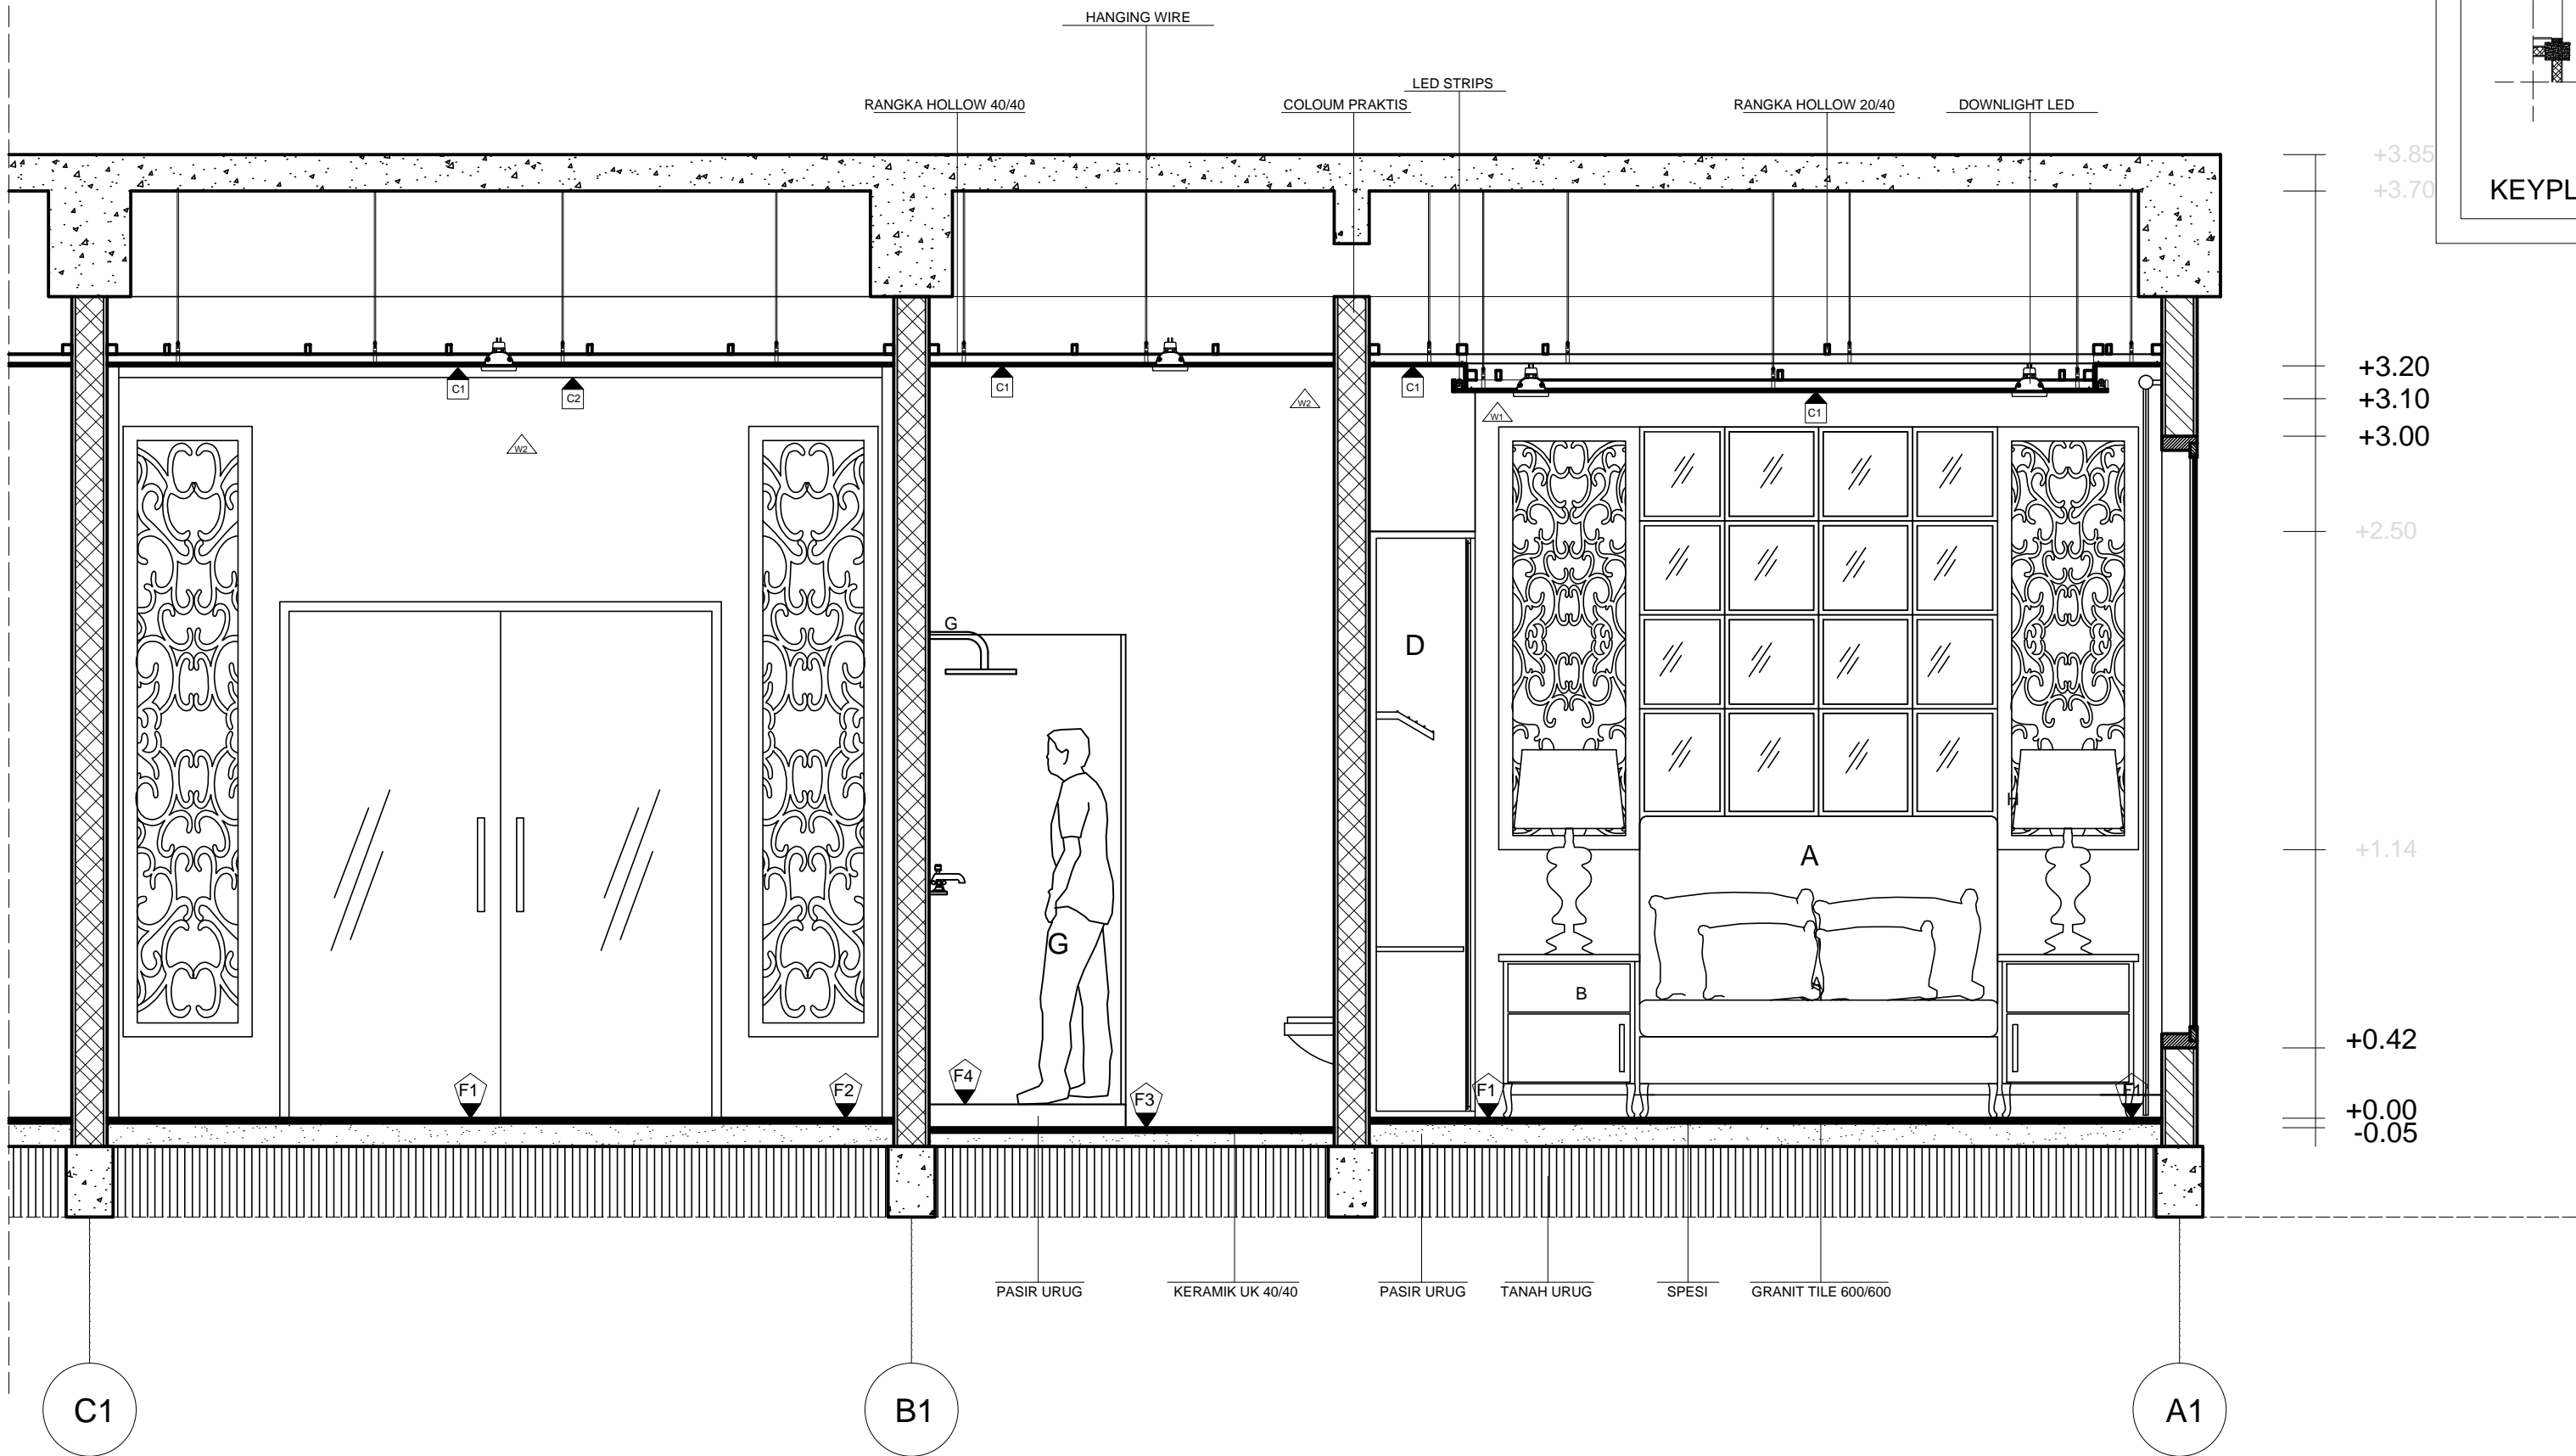 HANGING WIRE
LED STRIPS
RANGKA HOLLOW 40/40
COLOUM PRAKTIS
RANGKA HOLLOW 20/40
DOWNLIGHT LED
+3.85
+3.70
KEYPL
+3.20
+3.10
+3.00
C1
C2
C1
C1
C1
W2
W2
W1
+2.50
G
D
+1.14
H
A
G
A
B
+0.42
F1
F2
F4
F3
F1
F1
+0.00
-0.05
PASIR URUG
KERAMIK UK 40/40
PASIR URUG
TANAH URUG
SPESI
GRANIT TILE 600/600
C1
B1
A1